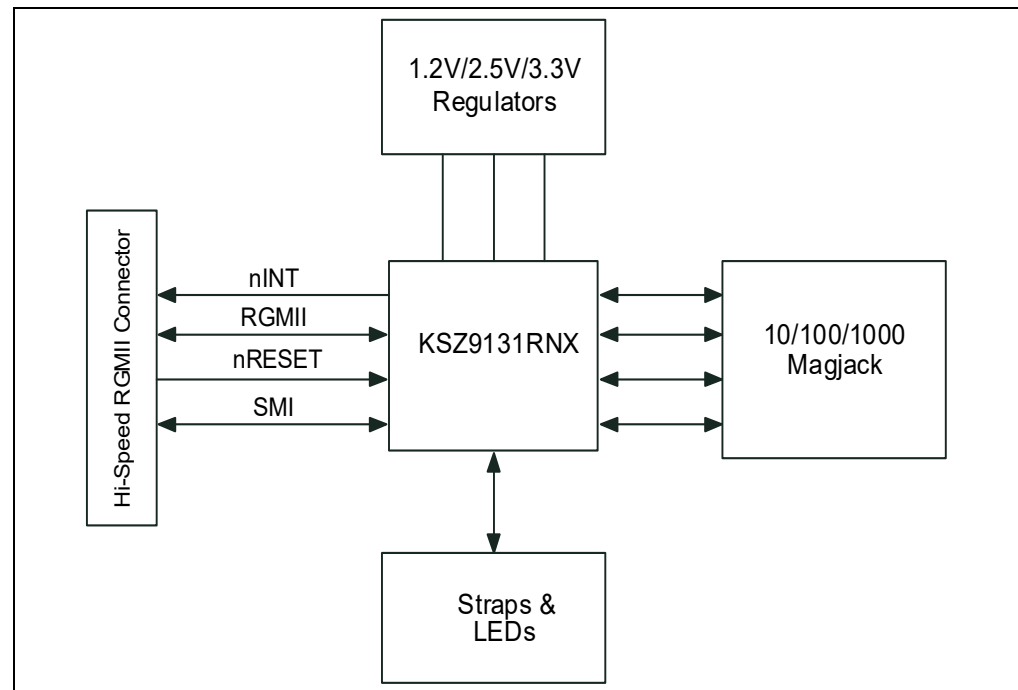 1.2V/2.5V/3.3V
Regulators
Hi-Speed RGMII Connector
nINT
RGMII
nRESET
SMI
KSZ9131RNX
10/100/1000
Magjack
Straps &
LEDs